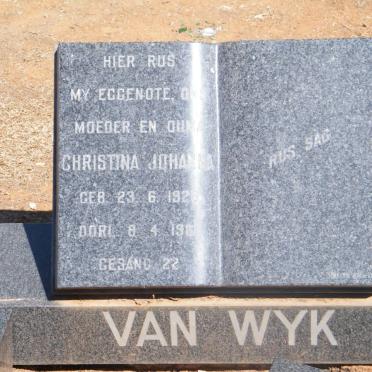 HIER RUS
MY EGGENOTE,
MOEDER EN OUMA
CHRISTINA JOHANNA
GEB. 23. 6.
OORL. 8. 4.
GESANG 22
RUS SAG
VAN WYK